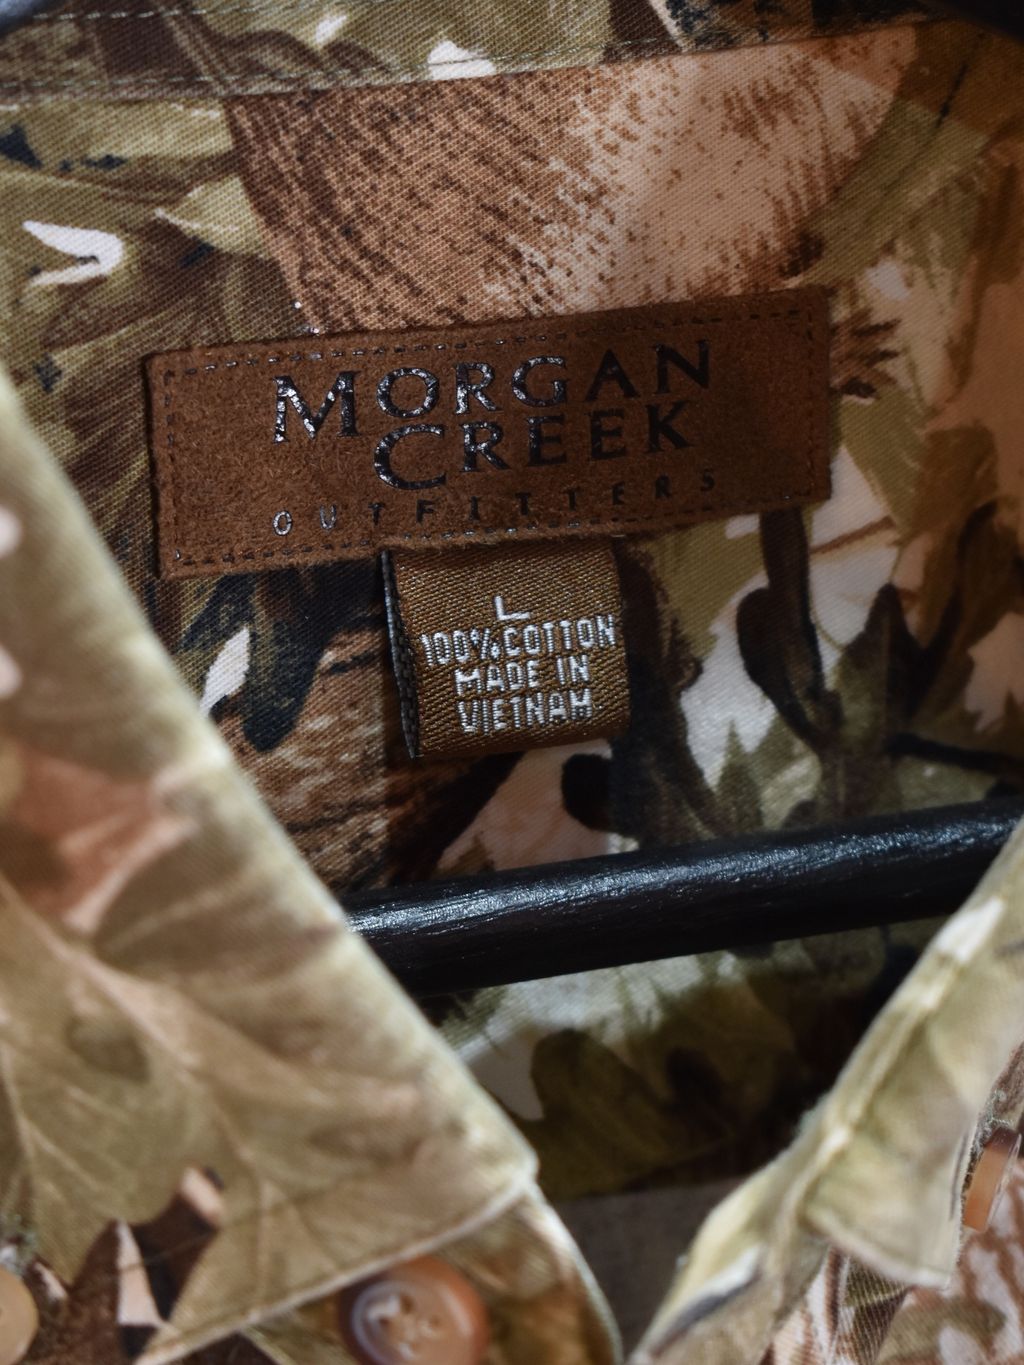 MORGAN
CREEK
OUTFITTERS
L
100% COTTON
MADE IN
VIETNAM